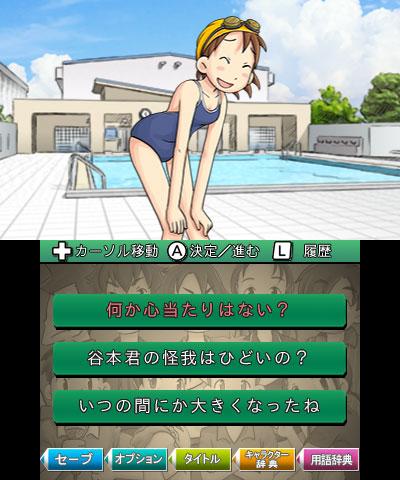 カーソル移動 A 決定／進む L 履歴
何か心当たりはない？
谷本君の怪我はひどいの？
いつの間にか大きくなったね
セーブ オプション タイトル キャラクター辞典 用語辞典